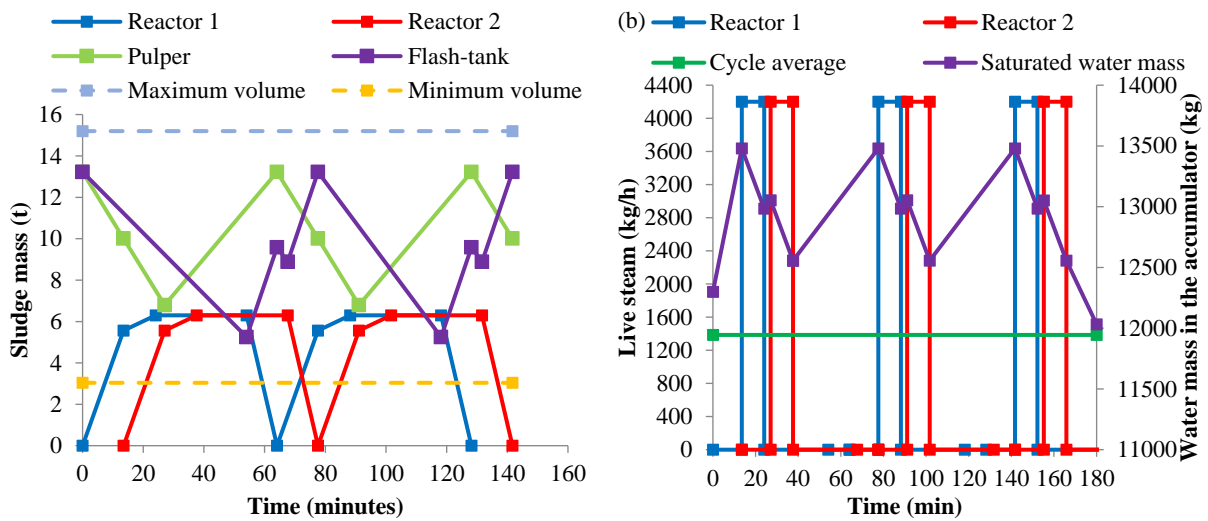 Reactor 1 Reactor 2
Pulper Flash-tank
Maximum volume Minimum volume
Sludge mass (t)
16
14
12
10
8
6
4
2
0
0 20 40 60 80 100 120 140 160
Time (minutes)
(b) Reactor 1 Reactor 2
Cycle average Saturated water mass
Live steam (kg/h)
4400
4000
3600
3200
2800
2400
2000
1600
1200
800
400
0
14000
13500
13000
12500
12000
11500
11000
Water mass in the accumulator (kg)
0 20 40 60 80 100 120 140 160 180
Time (min)